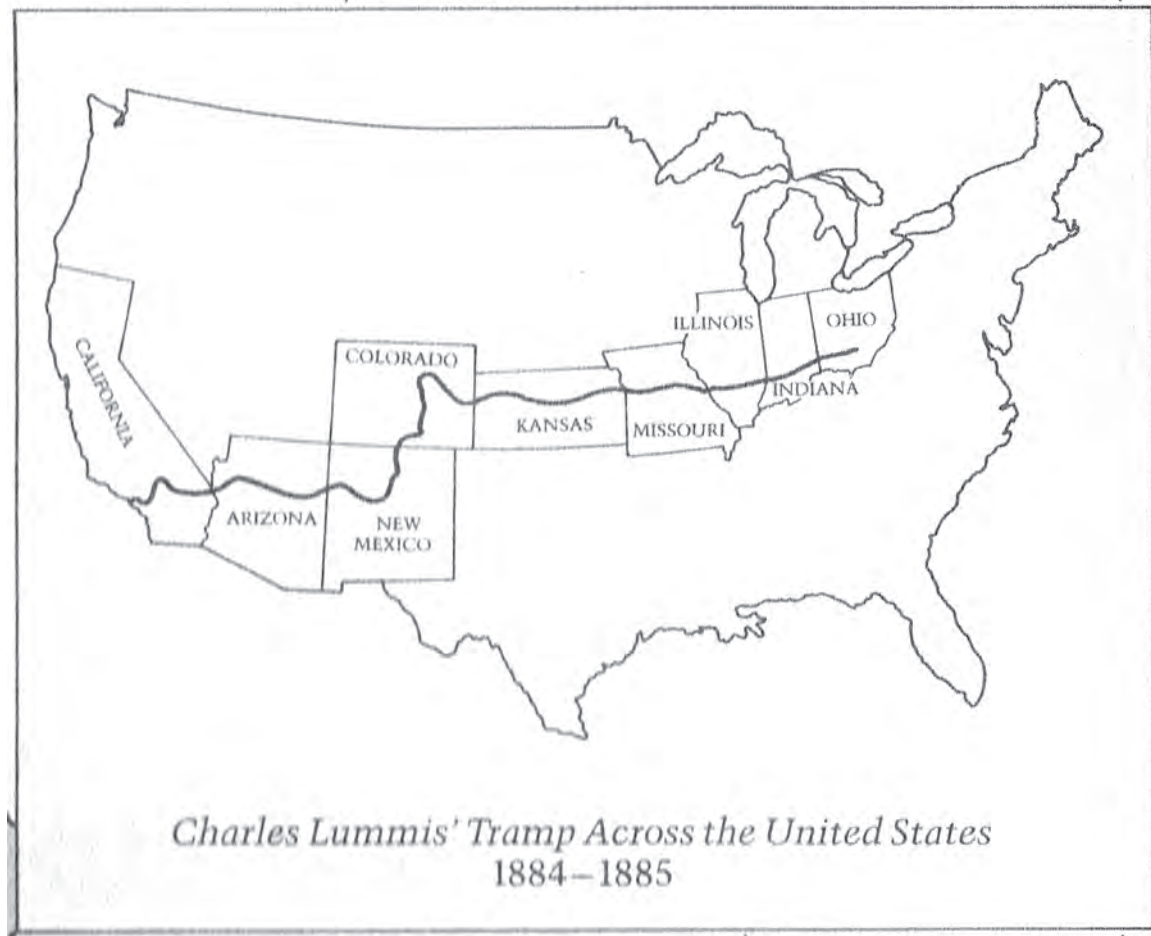 ILLINOIS
OHIO
COLORADO
CALIFORNIA
INDIANA
KANSAS
MISSOURI
ARIZONA
NEW
MEXICO
Charles Lummis' Tramp Across the United States
1884–1885